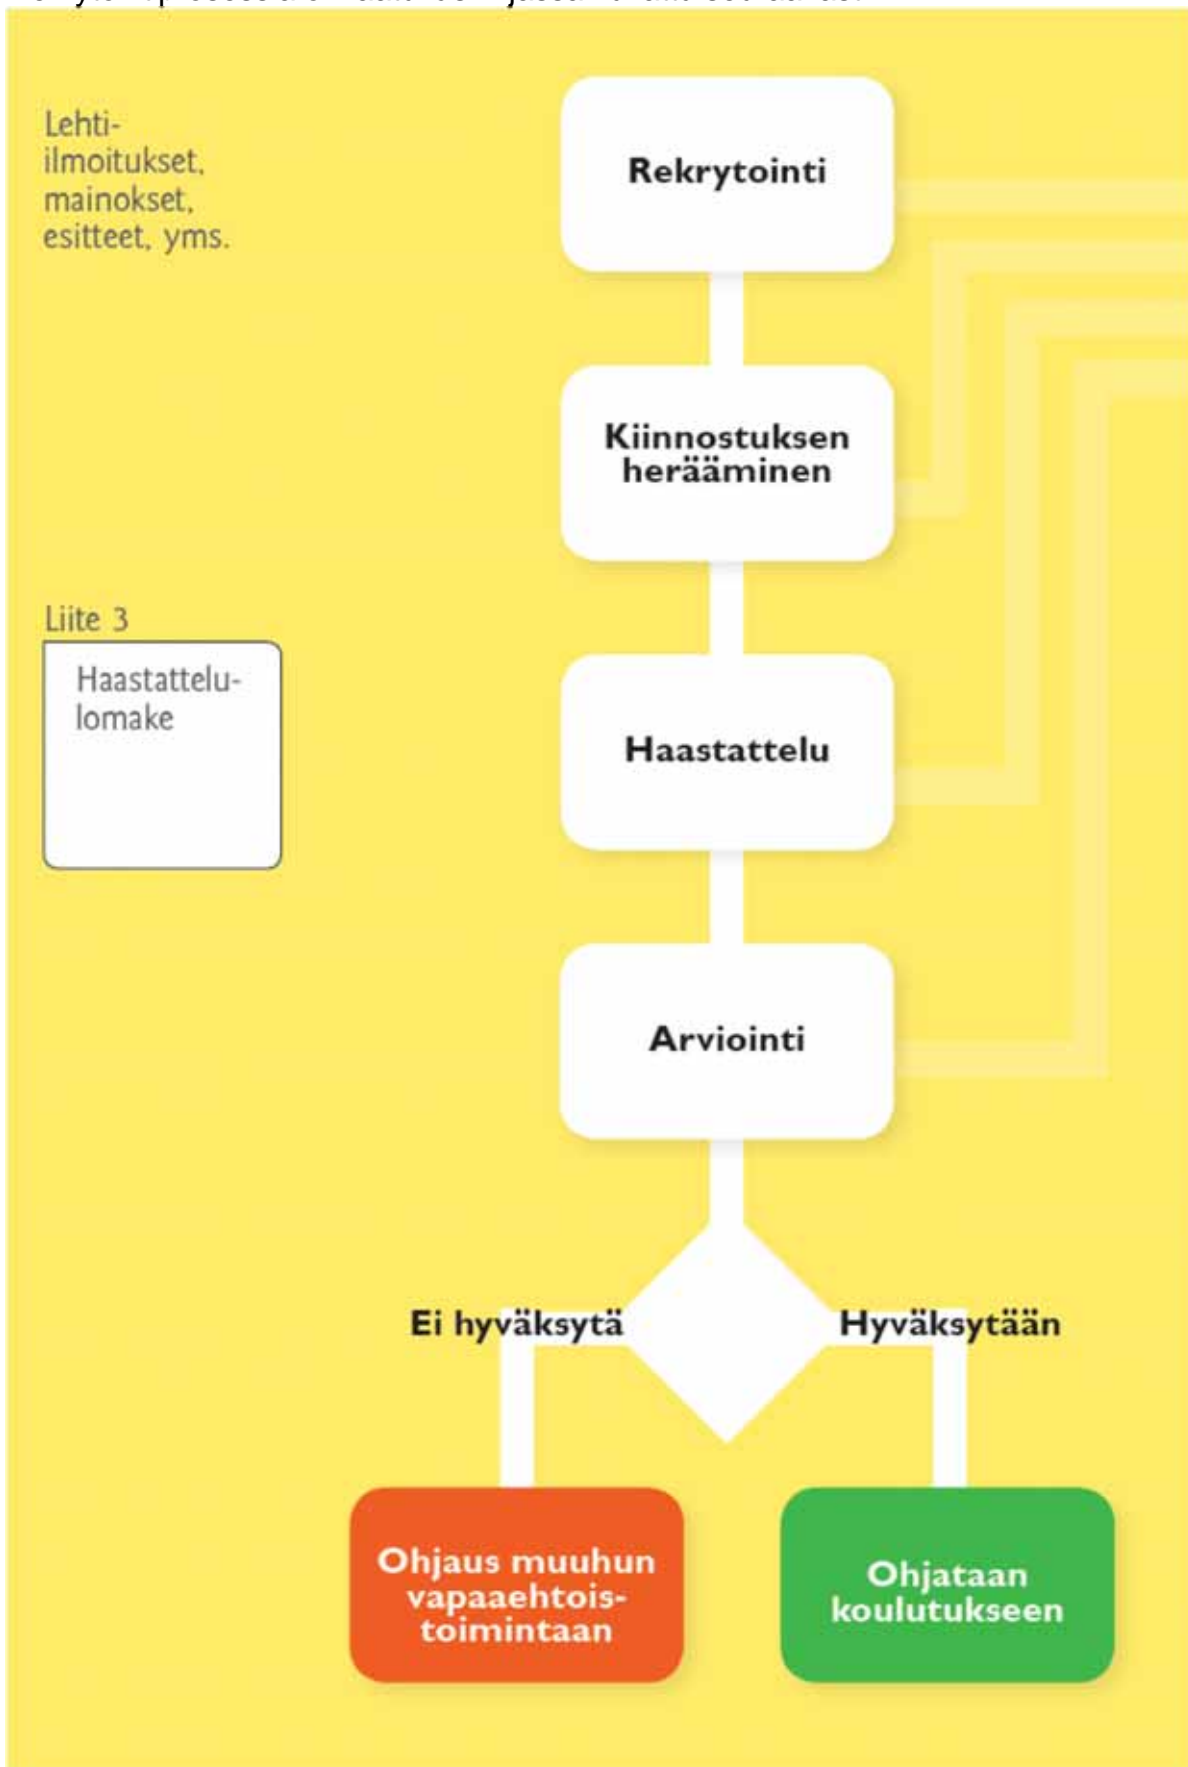 Lehti-
ilmoitukset,
mainokset,
esitteet, yms.
Rekrytointi
Kiinnostuksen
herääminen
Liite 3
Haastattelu-
lomake
Haastattelu
Arviointi
Ei hyväksytä
Hyväksytään
Ohjaus muuhun
vapaaehtois-
toimintaan
Ohjataan
koulutukseen